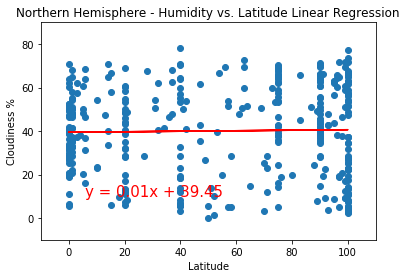 Northern Hemisphere - Humidity vs. Latitude Linear Regression
80
60
40
20
0
Cloudiness %
y = 0.01x + 39.45
0 20 40 60 80 100
Latitude